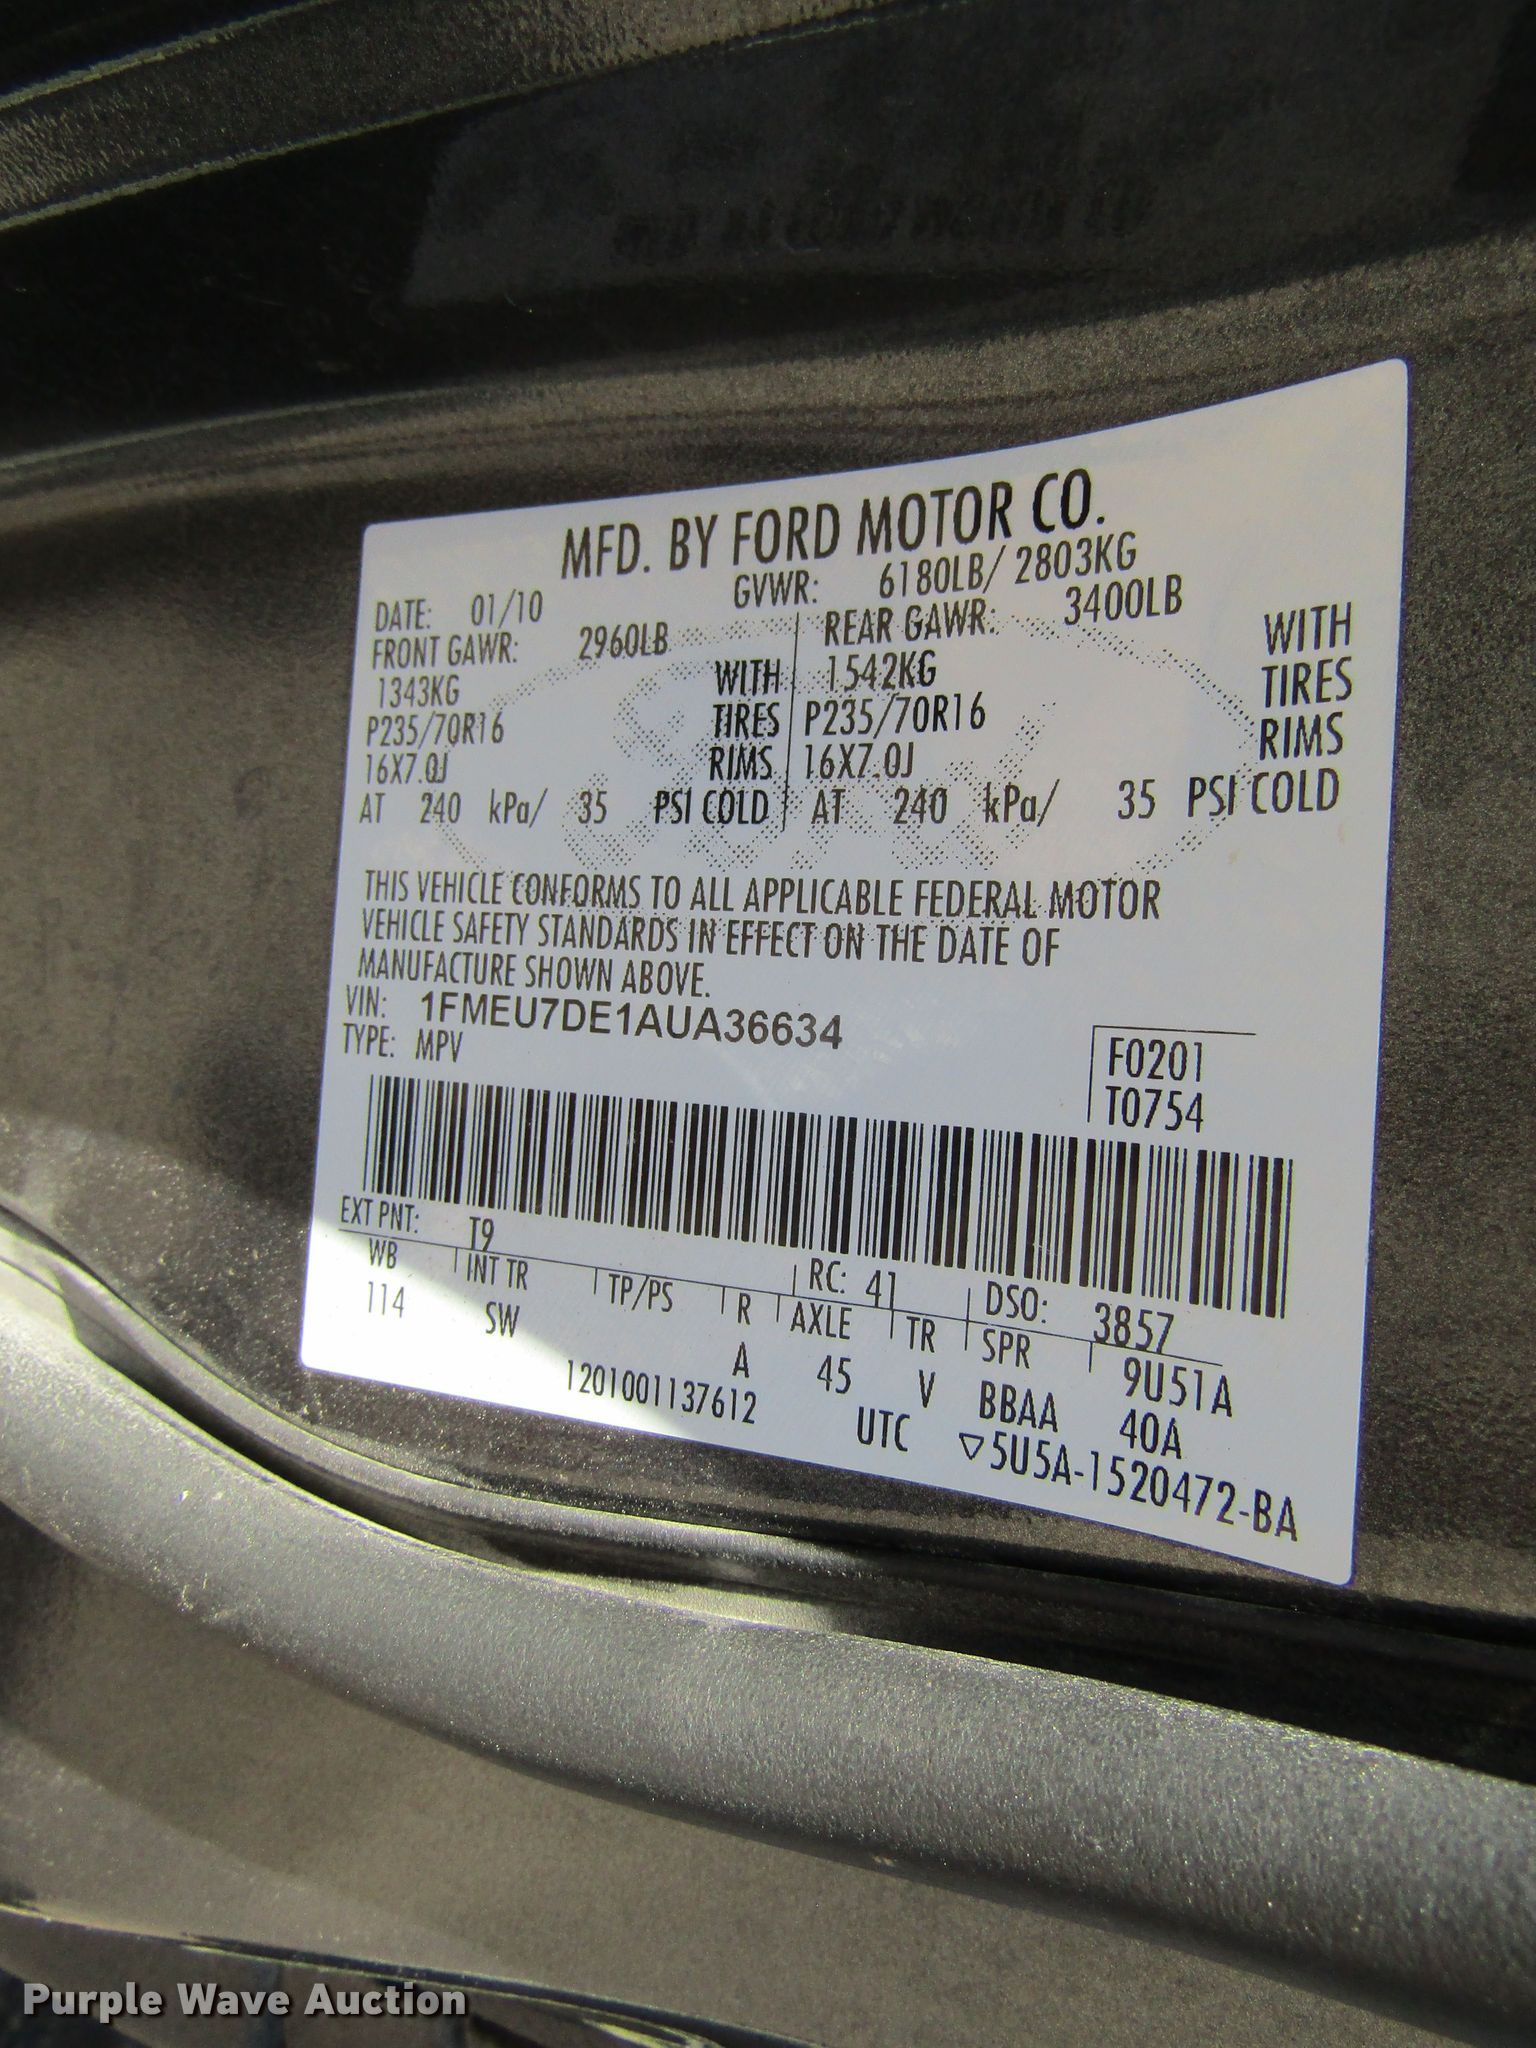 MFD. BY FORD MOTOR CO.
DATE: 01/10 GVWR: 6180LB/ 2803KG
FRONT GAWR: 2960LB REAR GAWR: 3400LB
1343KG WITH 1542KG WITH
P235/70R16 TIRES P235/70R16 TIRES
16X7.0J RIMS 16X7.0J RIMS
AT 240 kPa/ 35 PSI COLD AT 240 kPa/ 35 PSI COLD
THIS VEHICLE CONFORMS TO ALL APPLICABLE FEDERAL MOTOR
VEHICLE SAFETY STANDARDS IN EFFECT ON THE DATE OF
MANUFACTURE SHOWN ABOVE.
VIN: 1FMEU7DE1AUA36634
TYPE: MPV
F0201
T0754
EXT PNT: T9 RC: 41 DSO: 3857
WB INT TR TP/PS R AXLE TR SPR 9U51A
114 SW A 45 V BBAA 40A
1201001137612 UTC ▽5U5A-1520472-BA
Purple Wave Auction